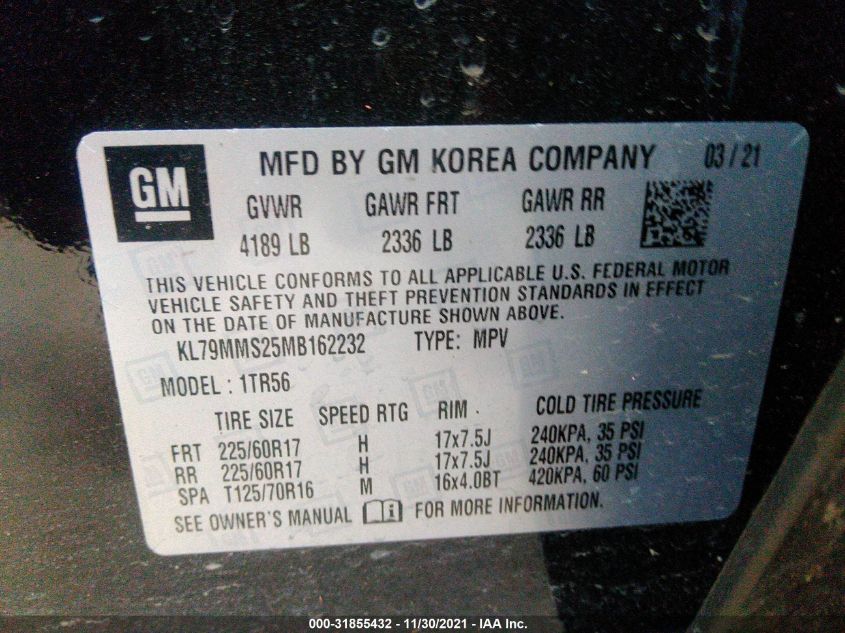 GM
MFD BY GM KOREA COMPANY 03/21
GVWR GAWR FRT GAWR RR
4189 LB 2336 LB 2336 LB
THIS VEHICLE CONFORMS TO ALL APPLICABLE U.S. FEDERAL MOTOR
VEHICLE SAFETY AND THEFT PREVENTION STANDARDS IN EFFECT
ON THE DATE OF MANUFACTURE SHOWN ABOVE.
KL79MMS25MB162232 TYPE: MPV
MODEL: 1TR56
TIRE SIZE SPEED RTG RIM COLD TIRE PRESSURE
FRT 225/60R17 H 17x7.5J 240KPA, 35 PSI
RR 225/60R17 H 17x7.5J 240KPA, 35 PSI
SPA T125/70R16 M 16x4.0BT 420KPA, 60 PSI
SEE OWNER'S MANUAL FOR MORE INFORMATION.
000-31855432 - 11/30/2021 - IAA Inc.